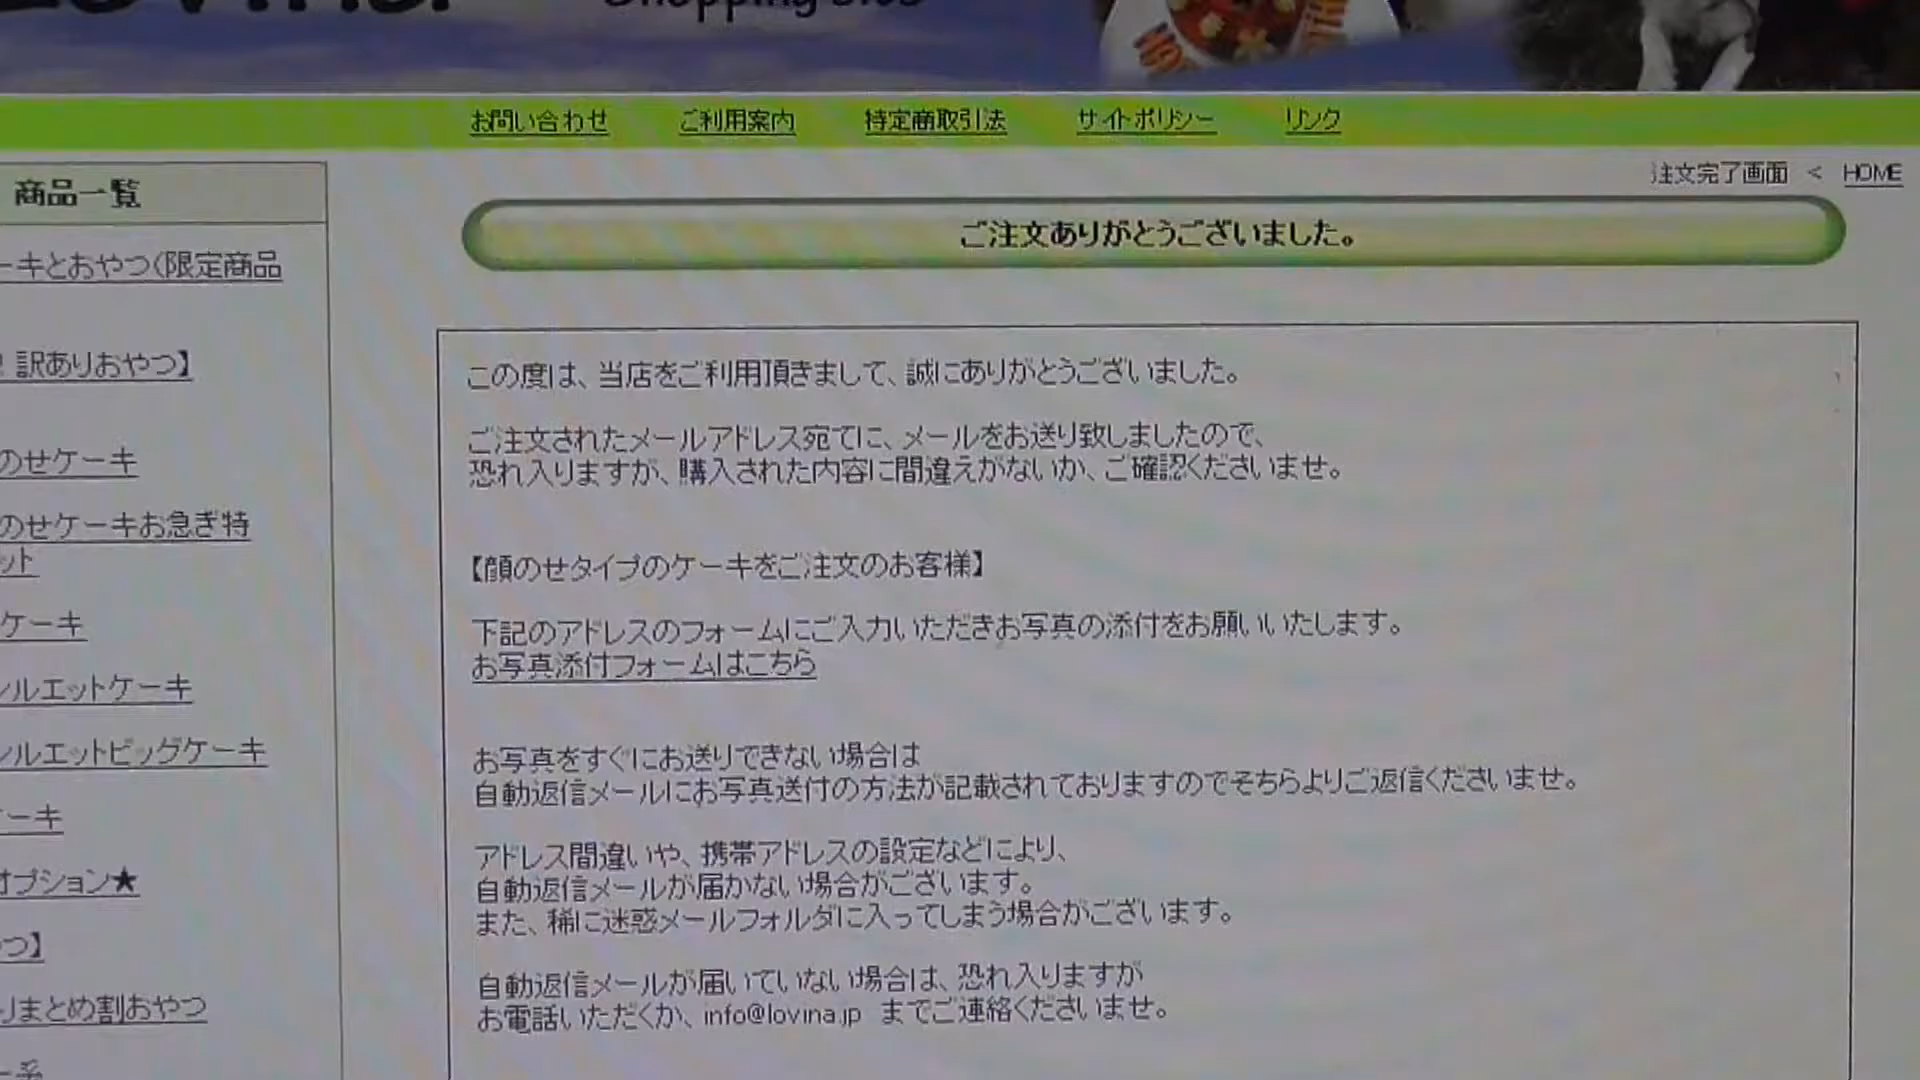 Shopping site
お問い合わせ ご利用案内 特定商取引法 サイトポリシー リンク
注文完了画面 < HOME
商品一覧
ーキとおやつ(限定商品
訳ありおやつ】
のせケーキ
のせケーキお急ぎ特
ット
ケーキ
シルエットケーキ
シルエットビッグケーキ
ーキ
オプション★
つ】
りまとめ割おやつ
ー系
ご注文ありがとうございました。
この度は、当店をご利用頂きまして、誠にありがとうございました。
ご注文されたメールアドレス宛てに、メールをお送り致しましたので、
恐れ入りますが、購入された内容に間違えがないか、ご確認くださいませ。
【顔のせタイプのケーキをご注文のお客様】
下記のアドレスのフォームにご入力いただきお写真の添付をお願いいたします。
お写真添付フォームはこちら
お写真をすぐにお送りできない場合は
自動返信メールにお写真送付の方法が記載されておりますのでそちらよりご返信くださいませ。
アドレス間違いや、携帯アドレスの設定などにより、
自動返信メールが届かない場合がございます。
また、稀に迷惑メールフォルダに入ってしまう場合がございます。
自動返信メールが届いていない場合は、恐れ入りますが
お電話いただくか、info@lovina.jp までご連絡くださいませ。